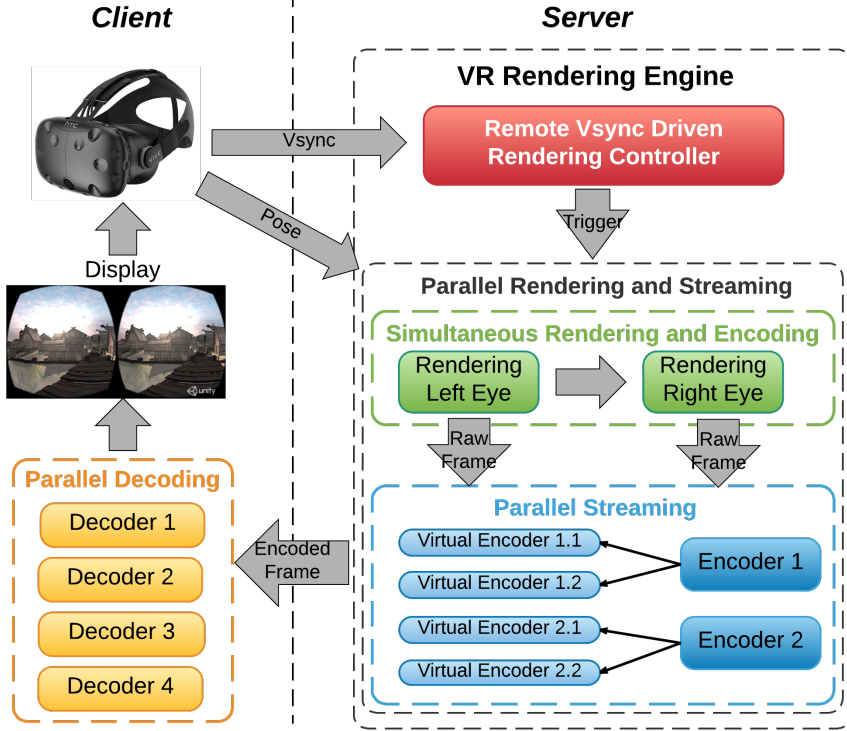 Client
Server
VR Rendering Engine
hTC
VIVE
Vsync
Remote Vsync Driven
Rendering Controller
Pose
Trigger
Display
Parallel Rendering and Streaming
Simultaneous Rendering and Encoding
Rendering
Left Eye
Rendering
Right Eye
unity
Raw
Frame
Raw
Frame
Parallel Decoding
Decoder 1
Decoder 2
Decoder 3
Decoder 4
Encoded
Frame
Parallel Streaming
Virtual Encoder 1.1
Virtual Encoder 1.2
Virtual Encoder 2.1
Virtual Encoder 2.2
Encoder 1
Encoder 2